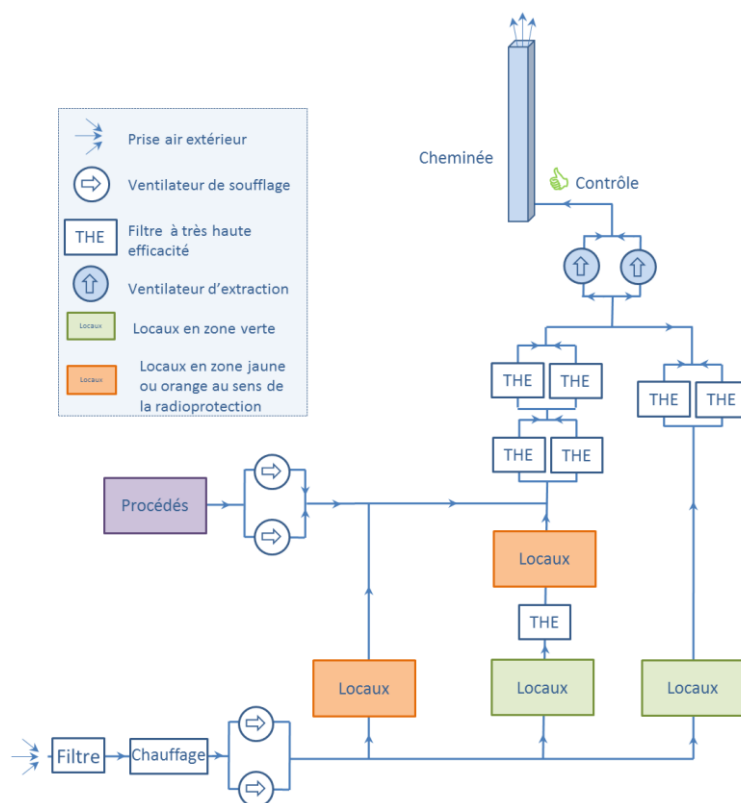 Prise air extérieur
Ventilateur de soufflage
THE
Filtre à très haute
efficacité
Ventilateur d'extraction
Locaux
Locaux en zone verte
Locaux
Locaux en zone jaune
ou orange au sens de
la radioprotection
Cheminée
Contrôle
THE
THE
THE
THE
THE
THE
Procédés
Locaux
THE
Locaux
Locaux
Locaux
Filtre
Chauffage